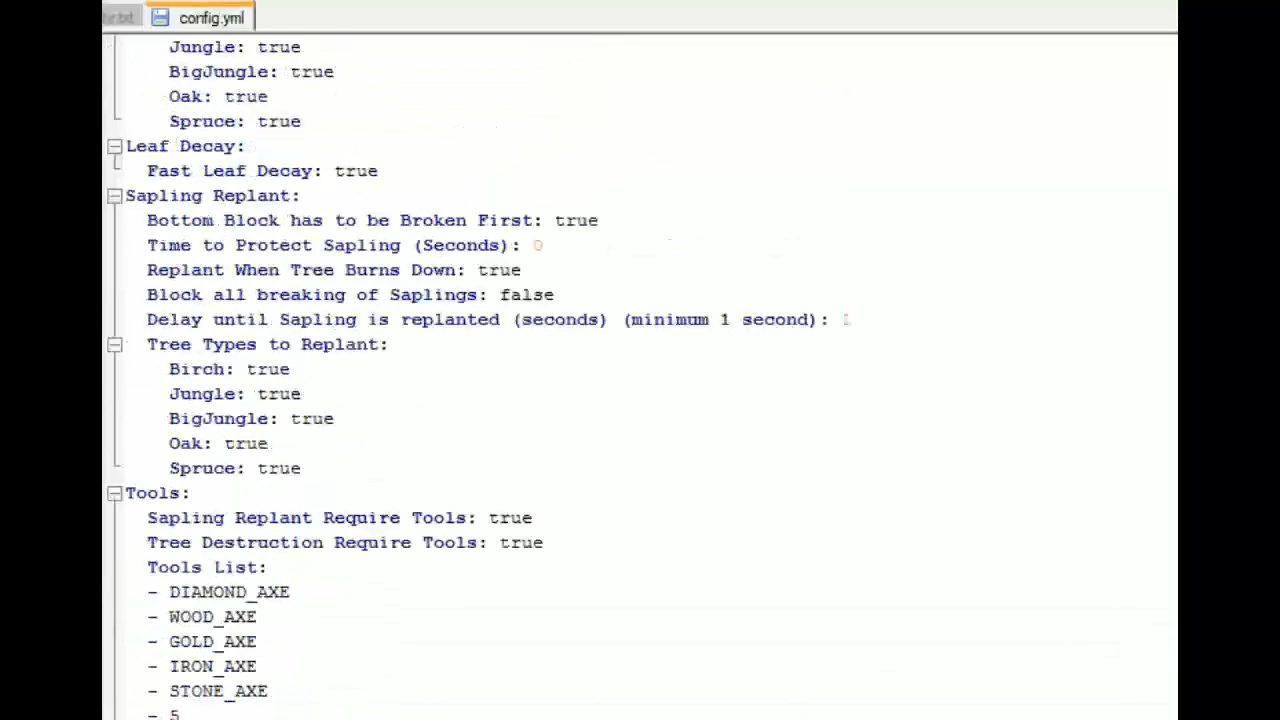 config.yml
Jungle: true
BigJungle: true
Oak: true
Spruce: true
Leaf Decay:
Fast Leaf Decay: true
Sapling Replant:
Bottom Block has to be Broken First: true
Time to Protect Sapling (Seconds): 0
Replant When Tree Burns Down: true
Block all breaking of Saplings: false
Delay until Sapling is replanted (seconds) (minimum 1 second): 1
Tree Types to Replant:
Birch: true
Jungle: true
BigJungle: true
Oak: true
Spruce: true
Tools:
Sapling Replant Require Tools: true
Tree Destruction Require Tools: true
Tools List:
- DIAMOND_AXE
- WOOD_AXE
- GOLD_AXE
- IRON_AXE
- STONE_AXE
- 5